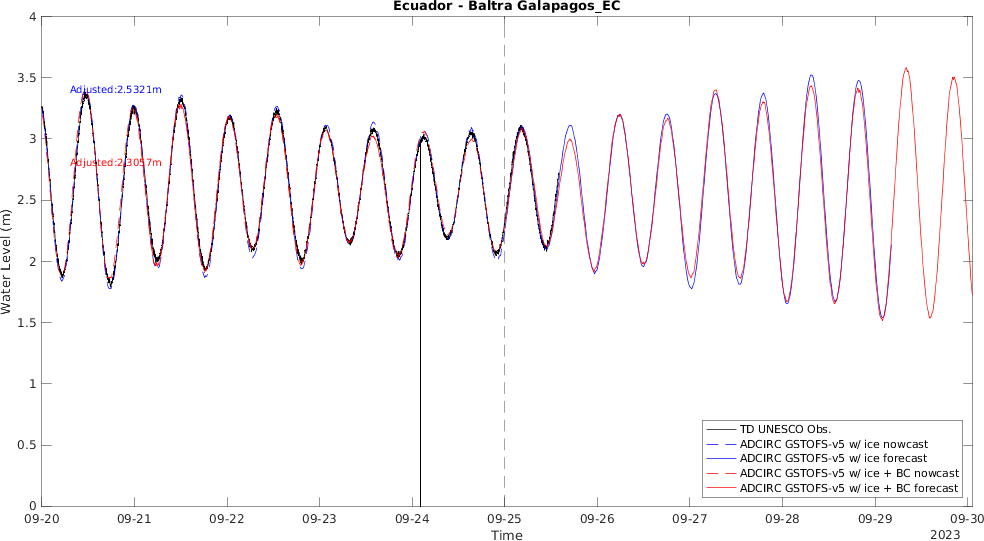 Ecuador - Baltra Galapagos_EC
4
3.5
3
2.5
2
1.5
1
0.5
0
Water Level (m)
Adjusted:2.5321m
Adjusted:2.3057m
TD UNESCO Obs.
ADCIRC GSTOFS-v5 w/ ice nowcast
ADCIRC GSTOFS-v5 w/ ice forecast
ADCIRC GSTOFS-v5 w/ ice + BC nowcast
ADCIRC GSTOFS-v5 w/ ice + BC forecast
09-20 09-21 09-22 09-23 09-24 09-25 09-26 09-27 09-28 09-29 09-30
Time
2023